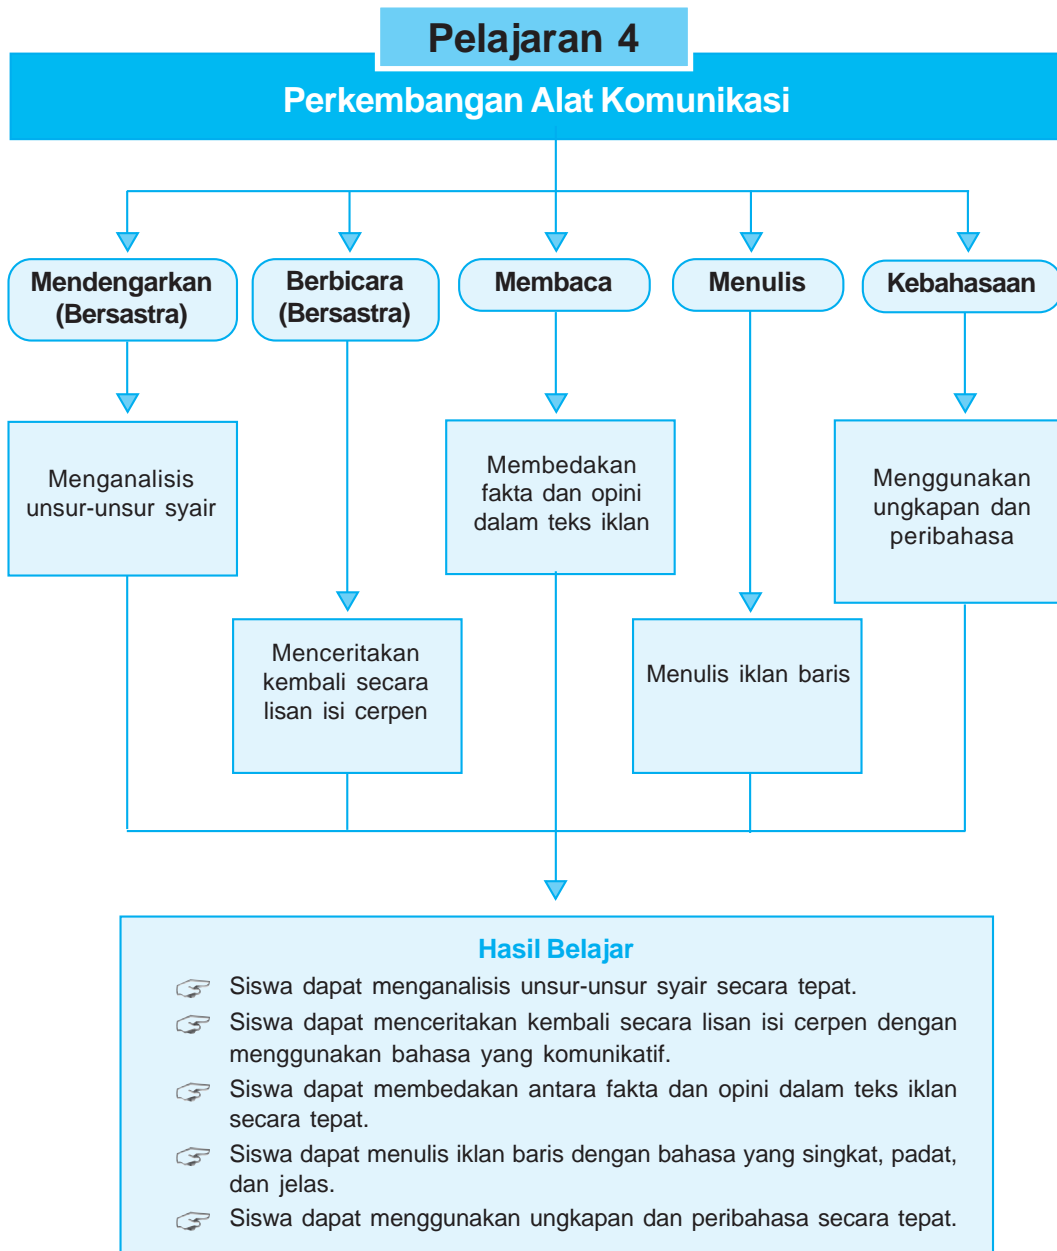 Pelajaran 4
Perkembangan Alat Komunikasi
Mendengarkan
(Bersastra)
Berbicara
(Bersastra)
Membaca
Menulis
Kebahasaan
Menganalisis
unsur-unsur syair
Membedakan
fakta dan opini
dalam teks iklan
Menggunakan
ungkapan dan
peribahasa
Menceritakan
kembali secara
lisan isi cerpen
Menulis iklan baris
Hasil Belajar
Siswa dapat menganalisis unsur-unsur syair secara tepat.
Siswa dapat menceritakan kembali secara lisan isi cerpen dengan
menggunakan bahasa yang komunikatif.
Siswa dapat membedakan antara fakta dan opini dalam teks iklan
secara tepat.
Siswa dapat menulis iklan baris dengan bahasa yang singkat, padat,
dan jelas.
Siswa dapat menggunakan ungkapan dan peribahasa secara tepat.